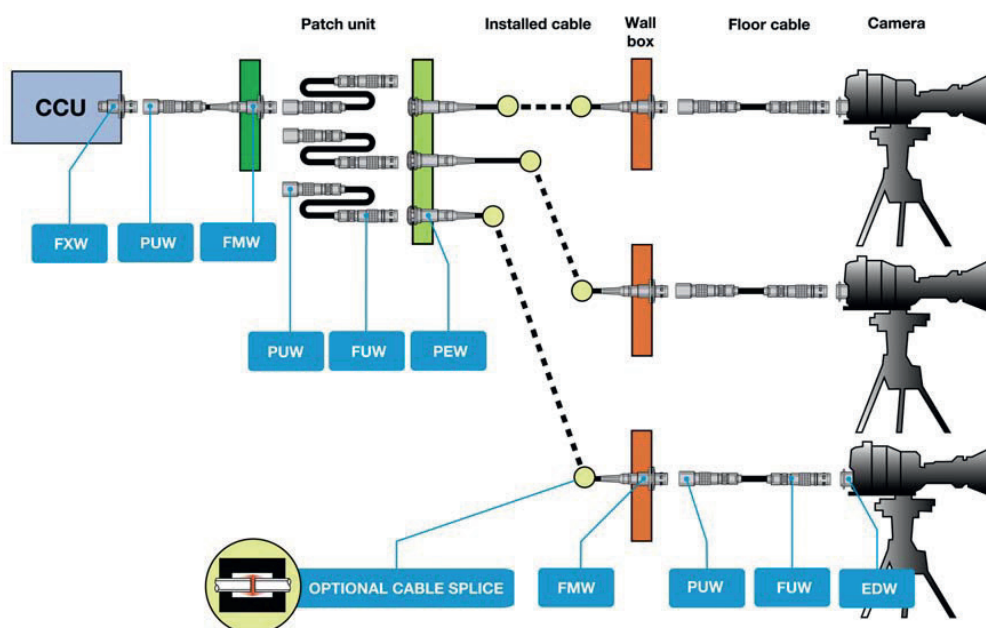 Patch unit
Installed cable
Wall
box
Floor cable
Camera
CCU
FXW
PUW
FMW
PUW
FUW
PEW
OPTIONAL CABLE SPLICE
FMW
PUW
FUW
EDW